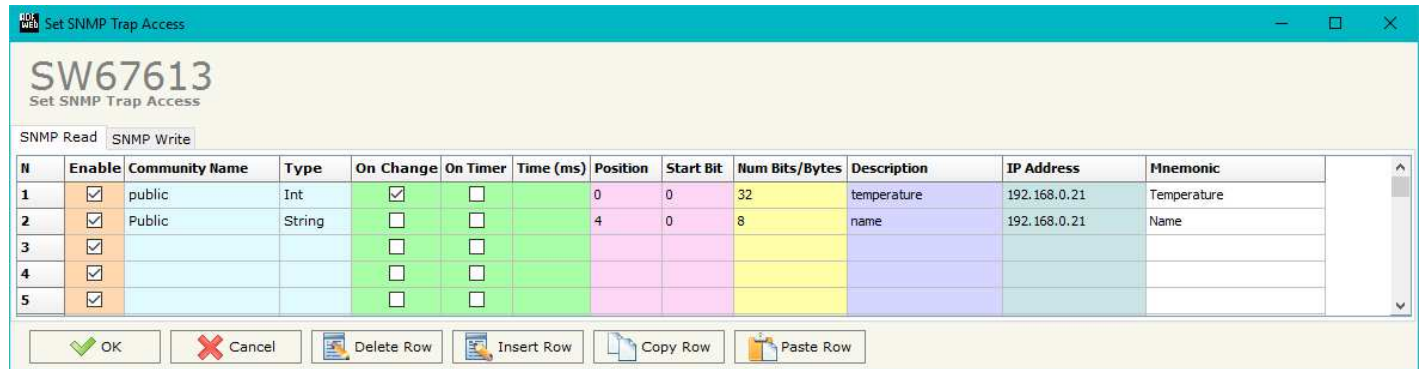 ADF WEB Set SNMP Trap Access
SW67613
Set SNMP Trap Access
SNMP Read SNMP Write
N Enable Community Name Type On Change On Timer Time (ms) Position Start Bit Num Bits/Bytes Description IP Address Mnemonic
1 public Int 0 0 32 temperature 192.168.0.21 Temperature
2 Public String 4 0 8 name 192.168.0.21 Name
3
4
5
OK Cancel Delete Row Insert Row Copy Row Paste Row